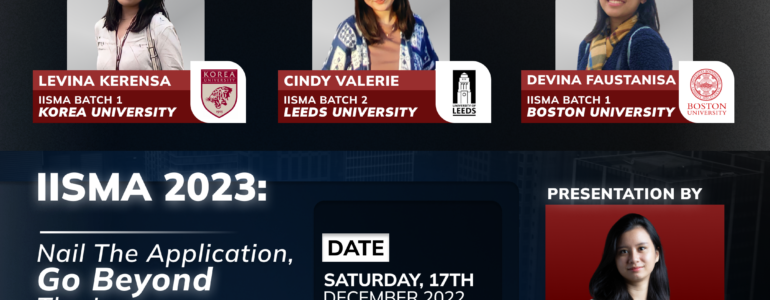 LEVINA KERENSA
IISMA BATCH 1
KOREA UNIVERSITY
KOREA
UNIVERSITY
CINDY VALERIE
IISMA BATCH 2
LEEDS UNIVERSITY
UNIVERSITY OF
LEEDS
DEVINA FAUSTANISA
IISMA BATCH 1
BOSTON UNIVERSITY
BOSTON
UNIVERSITY
IISMA 2023:
Nail The Application,
Go Beyond
DATE
SATURDAY, 17TH
DECEMBER 2022
PRESENTATION BY